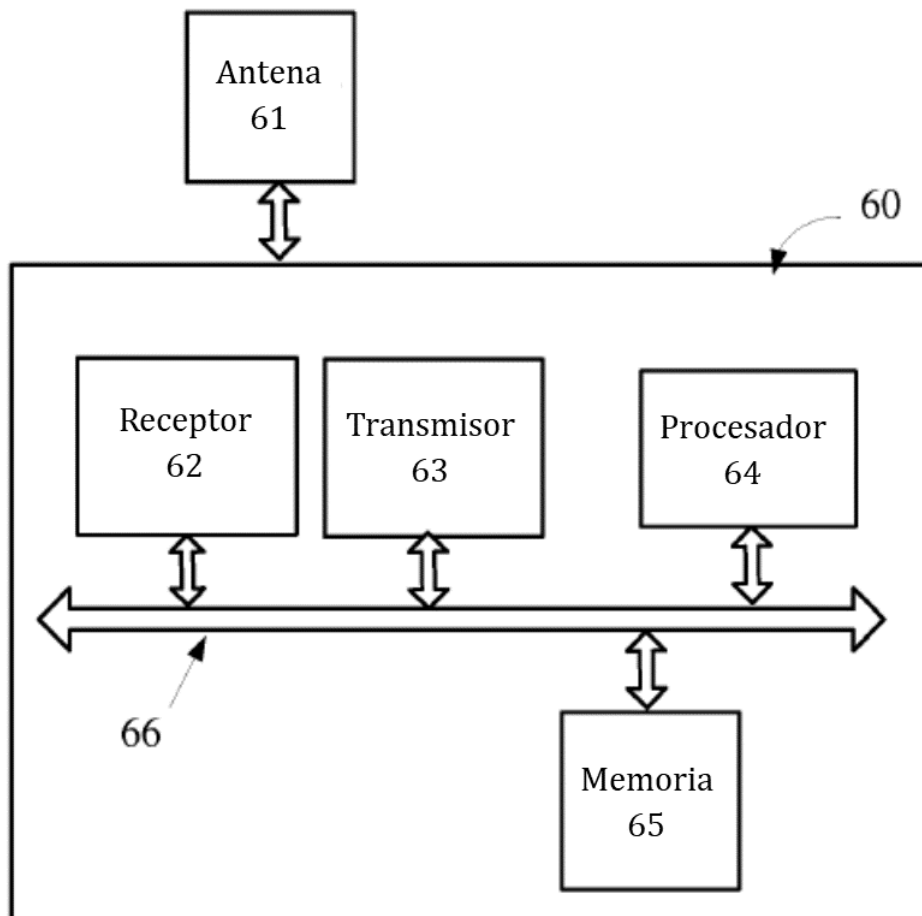 Antena
61
60
Receptor
62
Transmisor
63
Procesador
64
66
Memoria
65